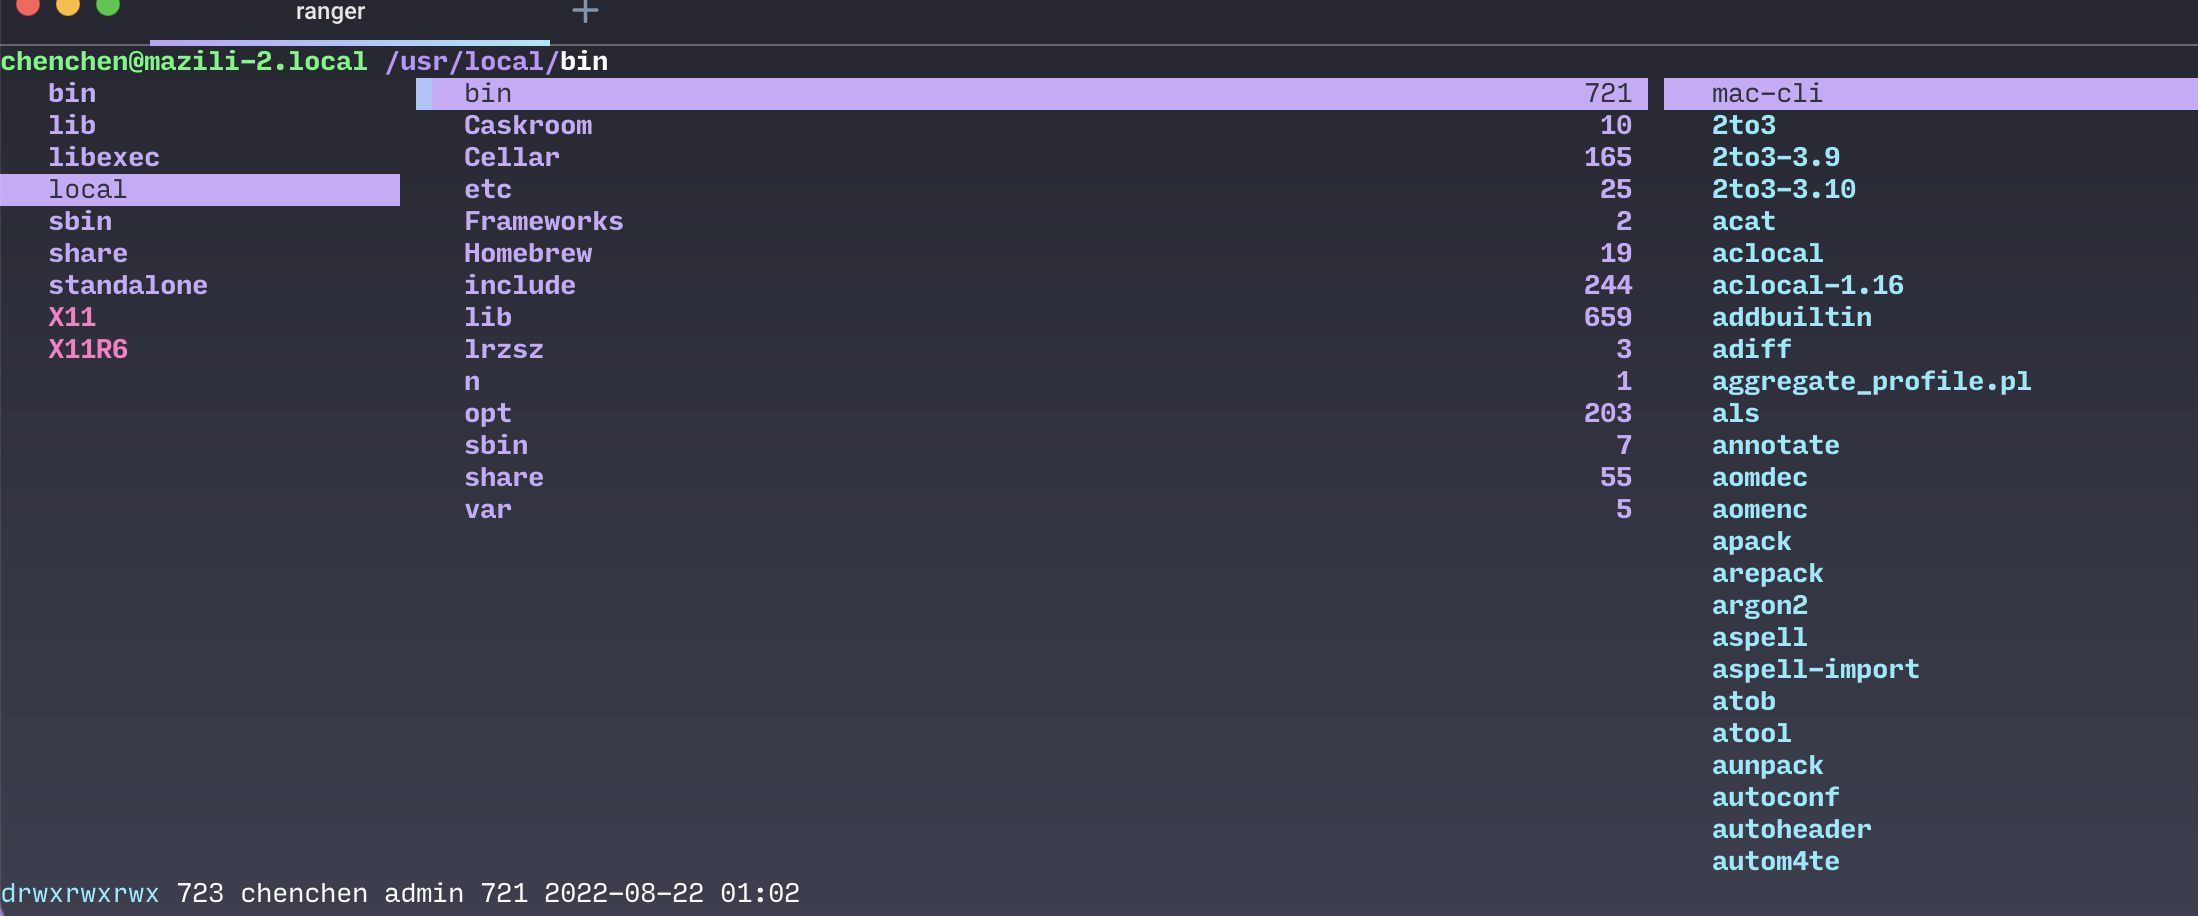 ranger
chenchen@mazili-2.local /usr/local/bin
bin bin 721 mac-cli
lib Caskroom 10 2to3
libexec Cellar 165 2to3-3.9
local etc 25 2to3-3.10
sbin Frameworks 2 acat
share Homebrew 19 aclocal
standalone include 244 aclocal-1.16
X11 lib 659 addbuiltin
X11R6 lrzsz 3 adiff
n 1 aggregate_profile.pl
opt 203 als
sbin 7 annotate
share 55 aomdec
var 5 aomenc
apack
arepack
argon2
aspell
aspell-import
atob
atool
aunpack
autoconf
autoheader
autom4te
drwxrwxrwx 723 chenchen admin 721 2022-08-22 01:02